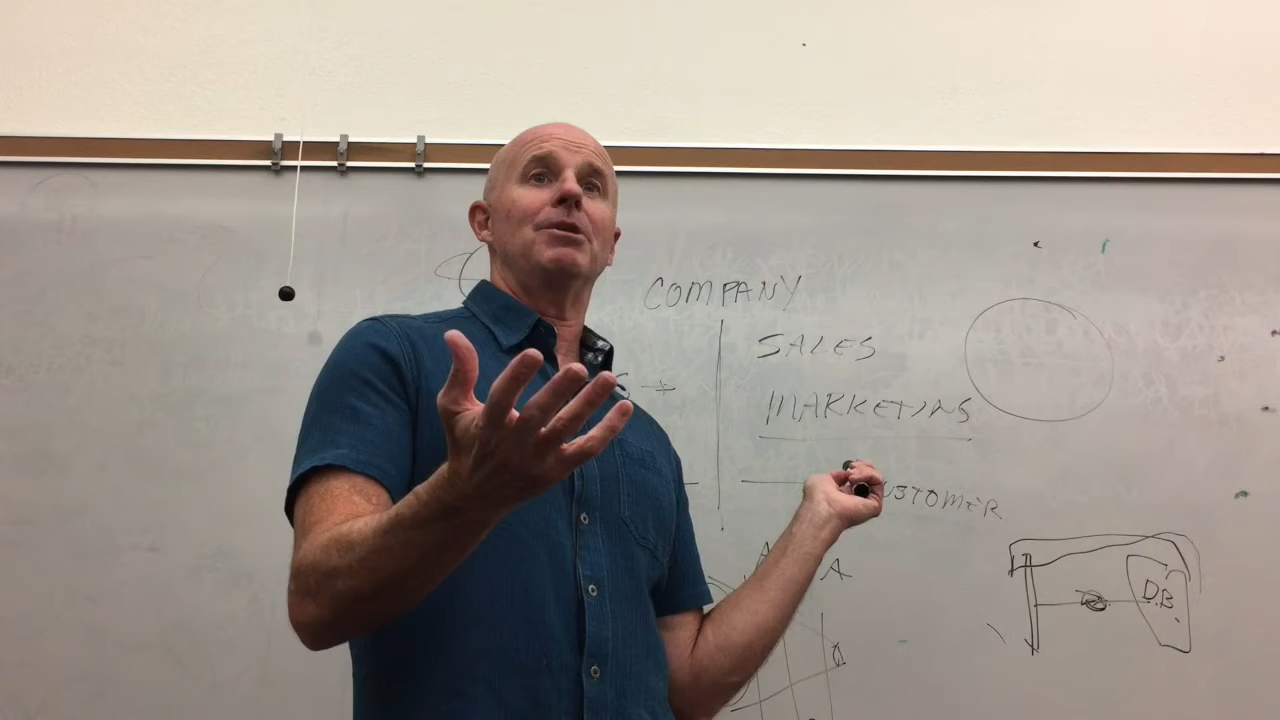 COMPANY
SALES
MARKETING
USTOMER
A A
D.B.